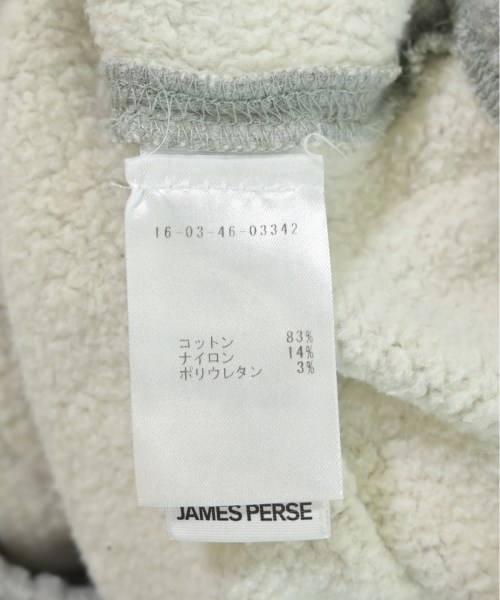 16-03-46-03342
コットン 83%
ナイロン 14%
ポリウレタン 3%
JAMES PERSE